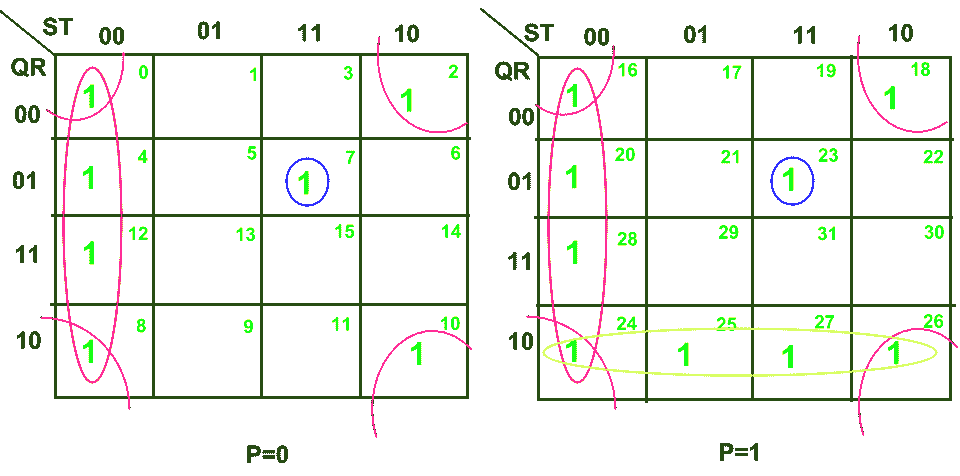 ST 00 01 11 10 ST 00 01 11 10
QR 0 1 3 2 QR 16 17 19 18
00 1 1 00 1 1
4 5 7 6 20 21 23 22
01 1 1 01 1 1
12 13 15 14 28 29 31 30
11 1 11 1
8 9 11 10 24 25 27 26
10 1 1 10 1 1 1 1
P=0 P=1